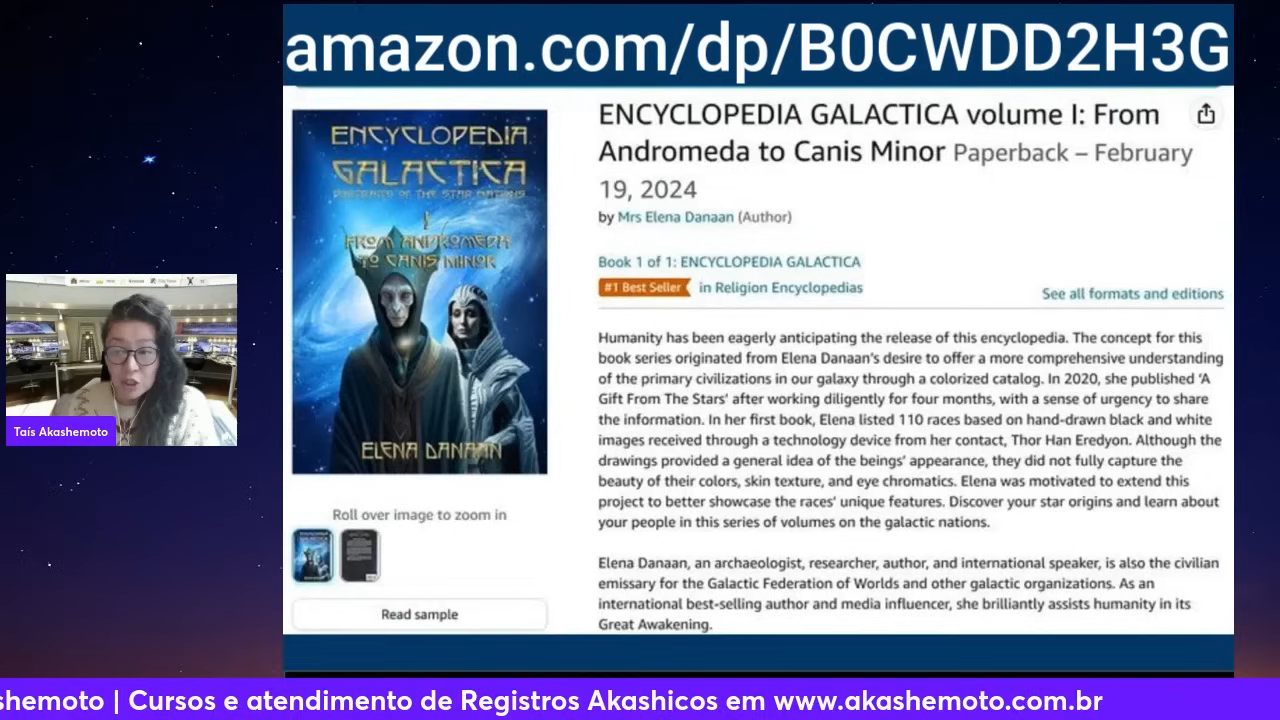 amazon.com/dp/B0CWDD2H3G
ENCYCLOPEDIA
GALACTICA
PORTRAITS OF THE STAR NATIONS
I
FROM ANDROMEDA
TO CANIS MINOR
ELENA DANAAN
Roll over image to zoom in
Read sample
ENCYCLOPEDIA GALACTICA volume I: From
Andromeda to Canis Minor Paperback – February
19, 2024
by Mrs Elena Danaan (Author)
Book 1 of 1: ENCYCLOPEDIA GALACTICA
#1 Best Seller in Religion Encyclopedias
See all formats and editions
Humanity has been eagerly anticipating the release of this encyclopedia. The concept for this
book series originated from Elena Danaan's desire to offer a more comprehensive understanding
of the primary civilizations in our galaxy through a colorized catalog. In 2020, she published 'A
Gift From The Stars' after working diligently for four months, with a sense of urgency to share
the information. In her first book, Elena listed 110 races based on hand-drawn black and white
images received through a technology device from her contact, Thor Han Eredyon. Although the
drawings provided a general idea of the beings' appearance, they did not fully capture the
beauty of their colors, skin texture, and eye chromatics. Elena was motivated to extend this
project to better showcase the races' unique features. Discover your star origins and learn about
your people in this series of volumes on the galactic nations.
Elena Danaan, an archaeologist, researcher, author, and international speaker, is also the civilian
emissary for the Galactic Federation of Worlds and other galactic organizations. As an
international best-selling author and media influencer, she brilliantly assists humanity in its
Great Awakening.
Taís Akashemoto
shemoto | Cursos e atendimento de Registros Akashicos em www.akashemoto.com.br